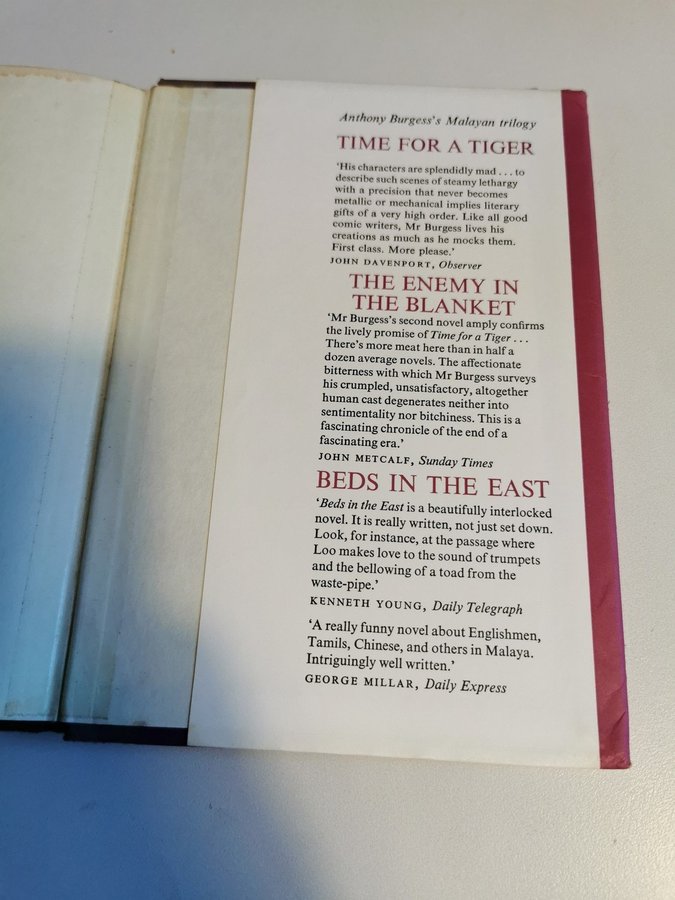 Anthony Burgess's Malayan trilogy
TIME FOR A TIGER
'His characters are splendidly mad . . . to
describe such scenes of steamy lethargy
with a precision that never becomes
metallic or mechanical implies literary
gifts of a very high order. Like all good
comic writers, Mr Burgess lives his
creations as much as he mocks them.
First class. More please.'
JOHN DAVENPORT, Observer
THE ENEMY IN
THE BLANKET
'Mr Burgess's second novel amply confirms
the lively promise of Time for a Tiger . . .
There's more meat here than in half a
dozen average novels. The affectionate
bitterness with which Mr Burgess surveys
his crumpled, unsatisfactory, altogether
human cast degenerates neither into
sentimentality nor bitchiness. This is a
fascinating chronicle of the end of a
fascinating era.'
JOHN METCALF, Sunday Times
BEDS IN THE EAST
'Beds in the East is a beautifully interlocked
novel. It is really written, not just set down.
Look, for instance, at the passage where
Loo makes love to the sound of trumpets
and the bellowing of a toad from the
waste-pipe.'
KENNETH YOUNG, Daily Telegraph
'A really funny novel about Englishmen,
Tamils, Chinese, and others in Malaya.
Intriguingly well written.'
GEORGE MILLAR, Daily Express